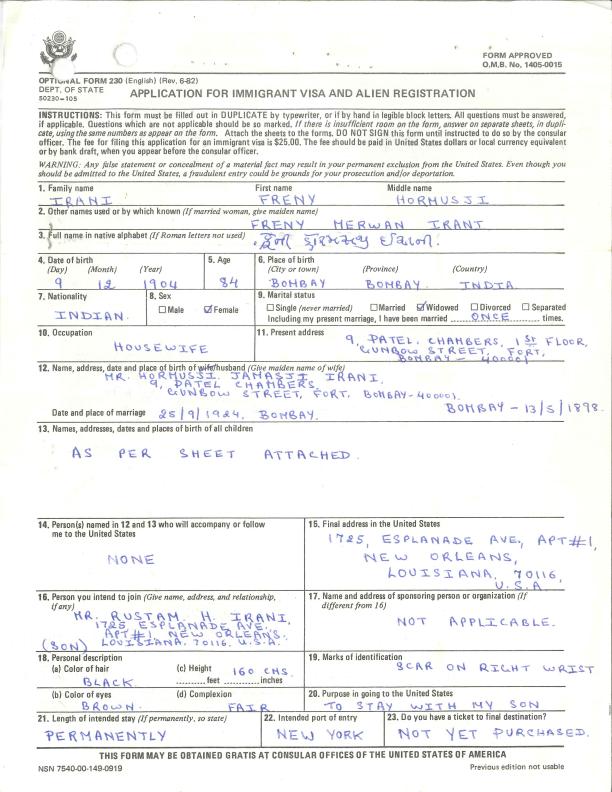 FORM APPROVED
O.M.B. No, 1405-0015
OPTIONAL FORM 230 (English) (Rev, 6-82)
DEPT, OF STATE
50230-105
APPLICATION FOR IMMIGRANT VISA AND ALIEN REGISTRATION
INSTRUCTIONS: This form must be filled out in DUPLICATE by typewriter, or if by hand in legible block letters. All questions must be answered,
if applicable. Questions which are not applicable should be so marked. If there is insufficient room on the form, answer on separate sheets, in dupli-
cate, using the same numbers as appear on the form. Attach the sheets to the forms. DO NOT SIGN this form until instructed to do so by the consular
officer. The fee for filing this application for an immigrant visa is $25.00. The fee should be paid in United States dollars or local currency equivalent
or by bank draft, when you appear before the consular officer.
WARNING: Any false statement or concealment of a material fact may result in your permanent exclusion from the United States. Even though you
should be admitted to the United States, a fraudulent entry could be grounds for your prosecution and/or deportation.
1. Family name First name Middle name
IRANI FRENY HORMUSJI
2. Other names used or by which known (If married woman, give maiden name)
FRENY MERWAN IRANI
3. Full name in native alphabet (If Roman letters not used)
4. Date of birth 5. Age 6. Place of birth
(Day) (Month) (Year) (City or town) (Province) (Country)
9 12 1904 84 BOMBAY BOMBAY INDIA
7. Nationality 8. Sex 9. Marital status
INDIAN. Male Female Single (never married) Married Widowed Divorced Separated
Including my present marriage, I have been married ONCE times.
10. Occupation 11. Present address
HOUSEWIFE 9, PATEL CHAMBERS, 1ST FLOOR,
GUNBOW STREET, FORT,
BOMBAY - 400001
12. Name, address, date and place of birth of wife/husband (Give maiden name of wife)
MR. HORMUSJI JAMASJI IRANI.
9, PATEL CHAMBERS,
GUNBOW STREET, FORT, BOMBAY-400001.
BOMBAY - 13/5/1898.
Date and place of marriage 25/9/1924, BOMBAY.
13. Names, addresses, dates and places of birth of all children
AS PER SHEET ATTACHED.
14. Person(s) named in 12 and 13 who will accompany or follow
me to the United States
NONE
15. Final address in the United States
1725, ESPLANADE AVE, APT #1,
NEW ORLEANS,
LOUISIANA, 70116,
U.S.A.
16. Person you intend to join (Give name, address, and relationship,
if any)
MR. RUSTAM H. IRANI,
1725 ESPLANADE AVE.
APT #1 NEW ORLEANS.
(SON) LOUISIANA. 70116. U.S.A.
17. Name and address of sponsoring person or organization (If
different from 16)
NOT APPLICABLE.
18. Personal description
(a) Color of hair (c) Height 160 CMS.
BLACK feet inches
(b) Color of eyes (d) Complexion
BROWN. FAIR
19. Marks of identification
SCAR ON RIGHT WRIST
20. Purpose in going to the United States
TO STAY WITH MY SON
21. Length of intended stay (If permanently, so state) 22. Intended port of entry 23. Do you have a ticket to final destination?
PERMANENTLY NEW YORK NOT YET PURCHASED.
THIS FORM MAY BE OBTAINED GRATIS AT CONSULAR OFFICES OF THE UNITED STATES OF AMERICA
NSN 7540-00-149-0919 Previous edition not usable